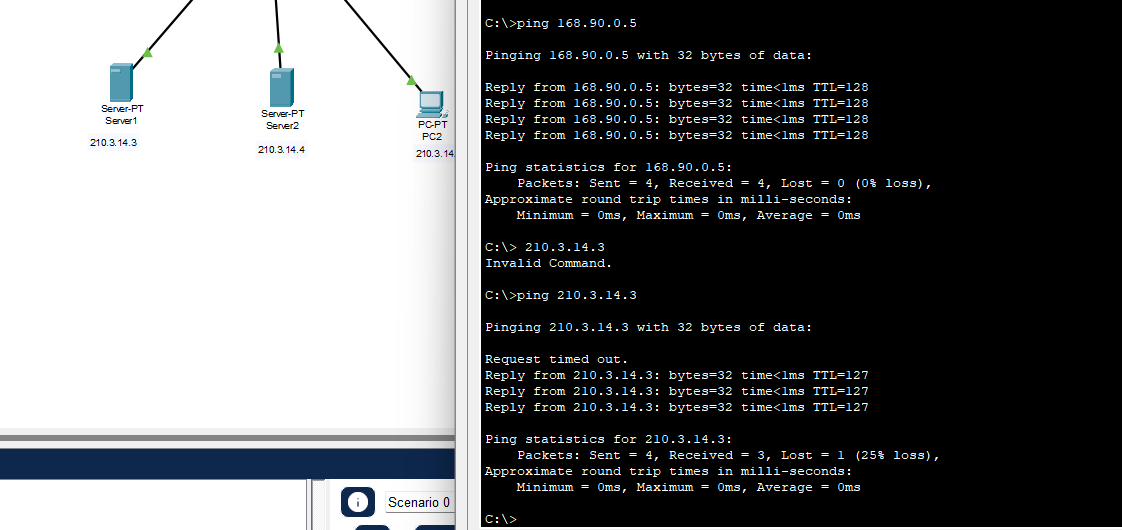 Server-PT
Server1
210.3.14.3
Server-PT
Server2
210.3.14.4
PC-PT
PC2
210.3.14.
Scenario 0
C:\>ping 168.90.0.5
Pinging 168.90.0.5 with 32 bytes of data:
Reply from 168.90.0.5: bytes=32 time<1ms TTL=128
Reply from 168.90.0.5: bytes=32 time<1ms TTL=128
Reply from 168.90.0.5: bytes=32 time<1ms TTL=128
Reply from 168.90.0.5: bytes=32 time<1ms TTL=128
Ping statistics for 168.90.0.5:
    Packets: Sent = 4, Received = 4, Lost = 0 (0% loss),
Approximate round trip times in milli-seconds:
    Minimum = 0ms, Maximum = 0ms, Average = 0ms
C:\> 210.3.14.3
Invalid Command.
C:\>ping 210.3.14.3
Pinging 210.3.14.3 with 32 bytes of data:
Request timed out.
Reply from 210.3.14.3: bytes=32 time<1ms TTL=127
Reply from 210.3.14.3: bytes=32 time<1ms TTL=127
Reply from 210.3.14.3: bytes=32 time<1ms TTL=127
Ping statistics for 210.3.14.3:
    Packets: Sent = 4, Received = 3, Lost = 1 (25% loss),
Approximate round trip times in milli-seconds:
    Minimum = 0ms, Maximum = 0ms, Average = 0ms
C:\>